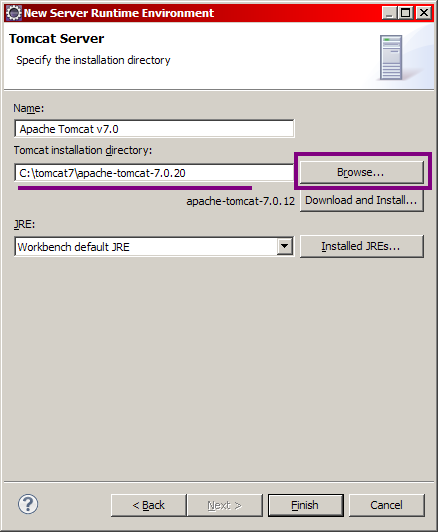 New Server Runtime Environment
Tomcat Server
Specify the installation directory
Name:
Apache Tomcat v7.0
Tomcat installation directory:
C:\tomcat7\apache-tomcat-7.0.20
Browse...
apache-tomcat-7.0.12
Download and Install...
JRE:
Workbench default JRE
Installed JREs...
?
< Back
Next >
Finish
Cancel